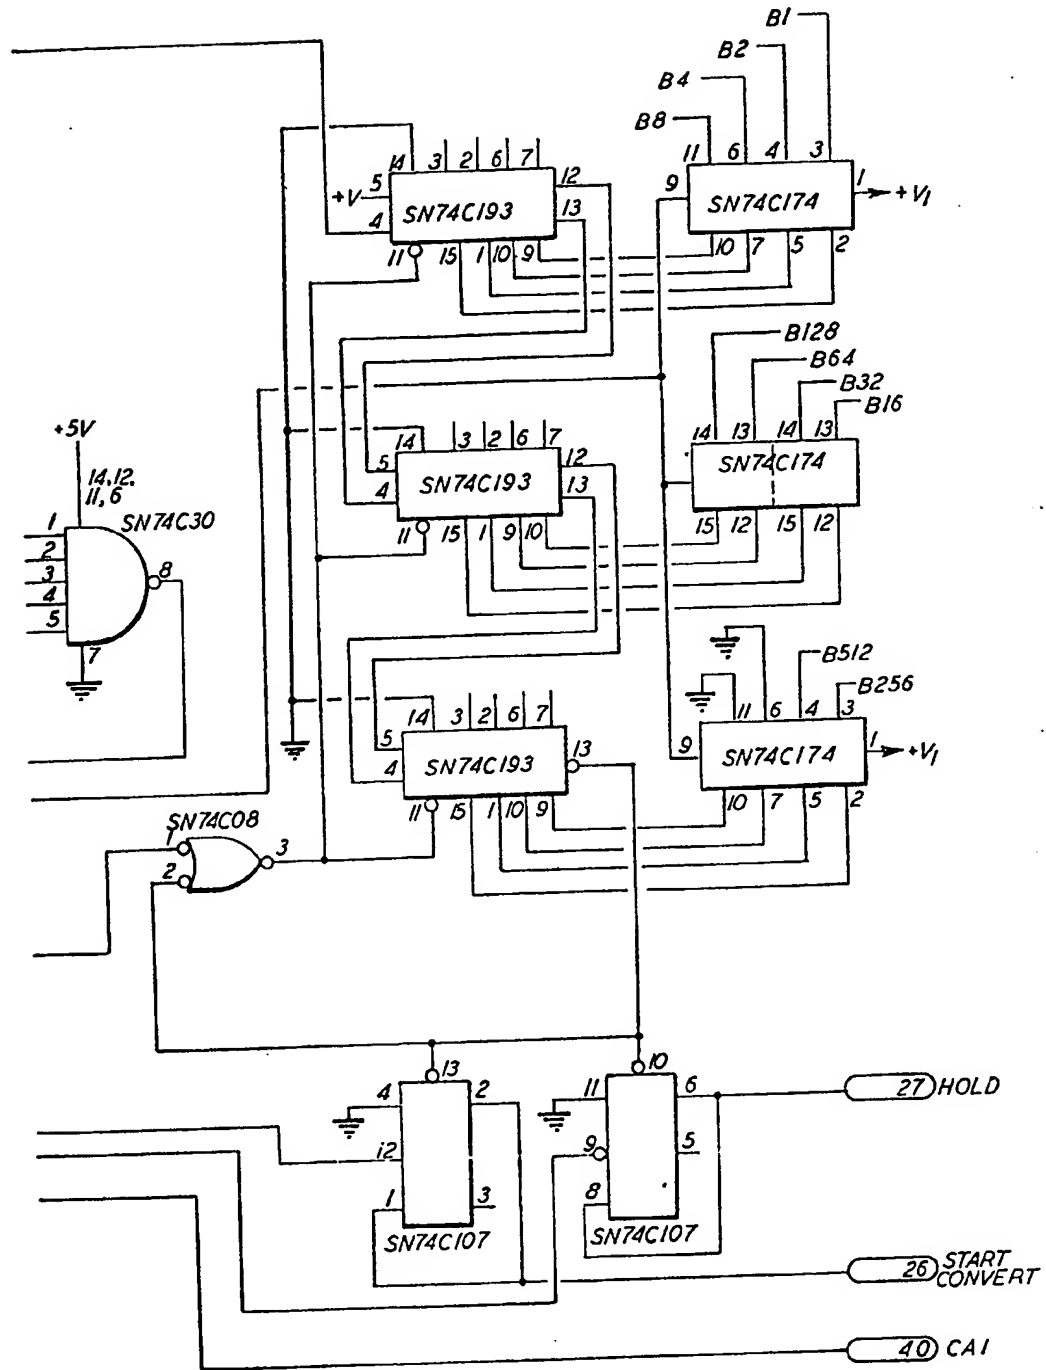 B1
B2
B4
B8
14 3 2 6 7
+V 5
SN74C193
12
13
4
11 15 1 10 9
11 6 4 3
9
SN74C174
1 +V1
10 7 5 2
B128
B64
B32
B16
14 3 2 6 7
5
SN74C193
12
13
4
11 15 1 9 10
14 13 14 13
SN74C174
15 12 15 12
+5V
14, 12,
11, 6
SN74C30
1
2
3
4
5
8
7
B512
B256
14 3 2 6 7
5
SN74C193
13
4
11 15 1 10 9
11 6 4 3
9
SN74C174
1 +V1
10 7 5 2
SN74C08
1
2
3
13
4
2
12
1
3
SN74C107
10
11
6
9
5
8
SN74C107
27 HOLD
26 START
CONVERT
40 CA1